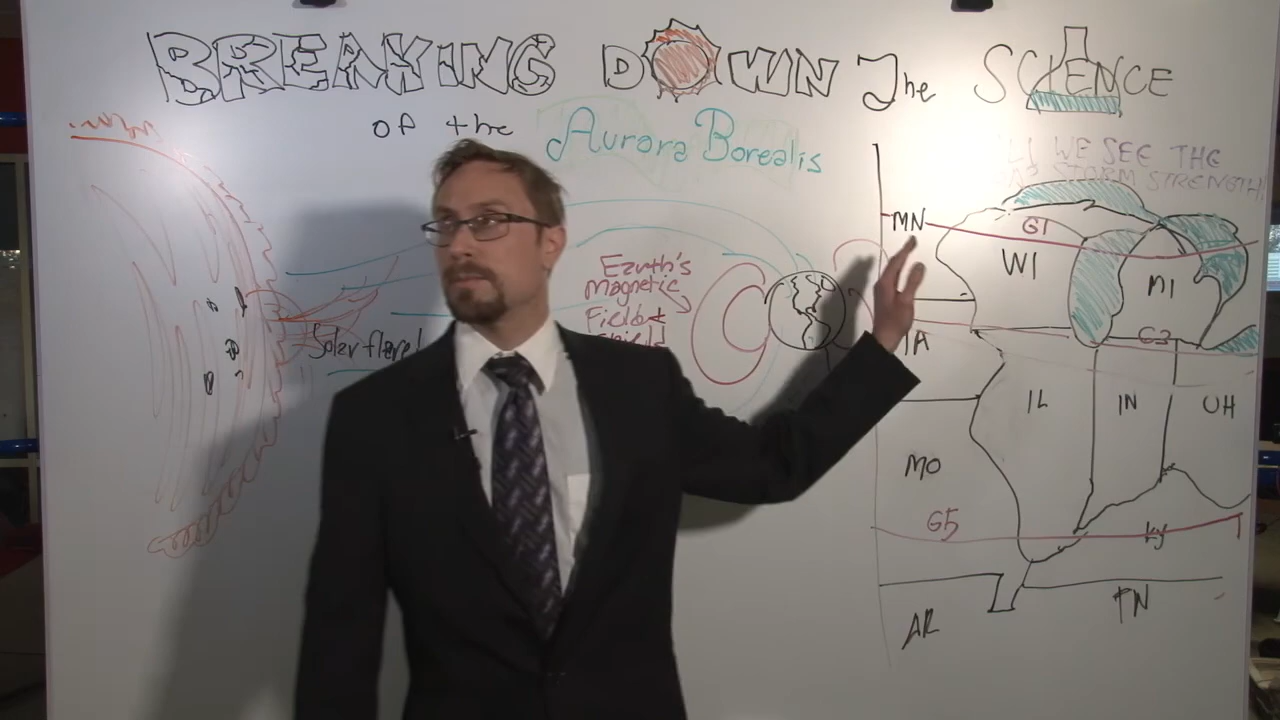 BREAKING DOWN The SCIENCE
of the Aurora Borealis
WE SEE THE
STORM STRENGTH!
MN
G1
WI
MI
Earth's
Magnetic
Field &
Solar flare
IA
G3
IL
IN
OH
MO
G5
Ky
AR
TN